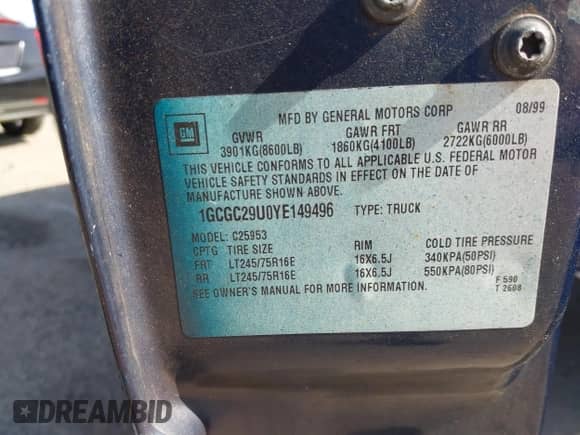 MFD BY GENERAL MOTORS CORP 08/99
GM
GVWR GAWR FRT GAWR RR
3901KG(8600LB) 1860KG(4100LB) 2722KG(6000LB)
THIS VEHICLE CONFORMS TO ALL APPLICABLE U.S. FEDERAL MOTOR
VEHICLE SAFETY STANDARDS IN EFFECT ON THE DATE OF
MANUFACTURE SHOWN ABOVE.
1GCGC29U0YE149496 TYPE: TRUCK
MODEL: C25953
CPTG TIRE SIZE RIM COLD TIRE PRESSURE
FRT LT245/75R16E 16X6.5J 340KPA(50PSI)
RR LT245/75R16E 16X6.5J 550KPA(80PSI)
SEE OWNER'S MANUAL FOR MORE INFORMATION.
F 590
T 2608
DREAMBID